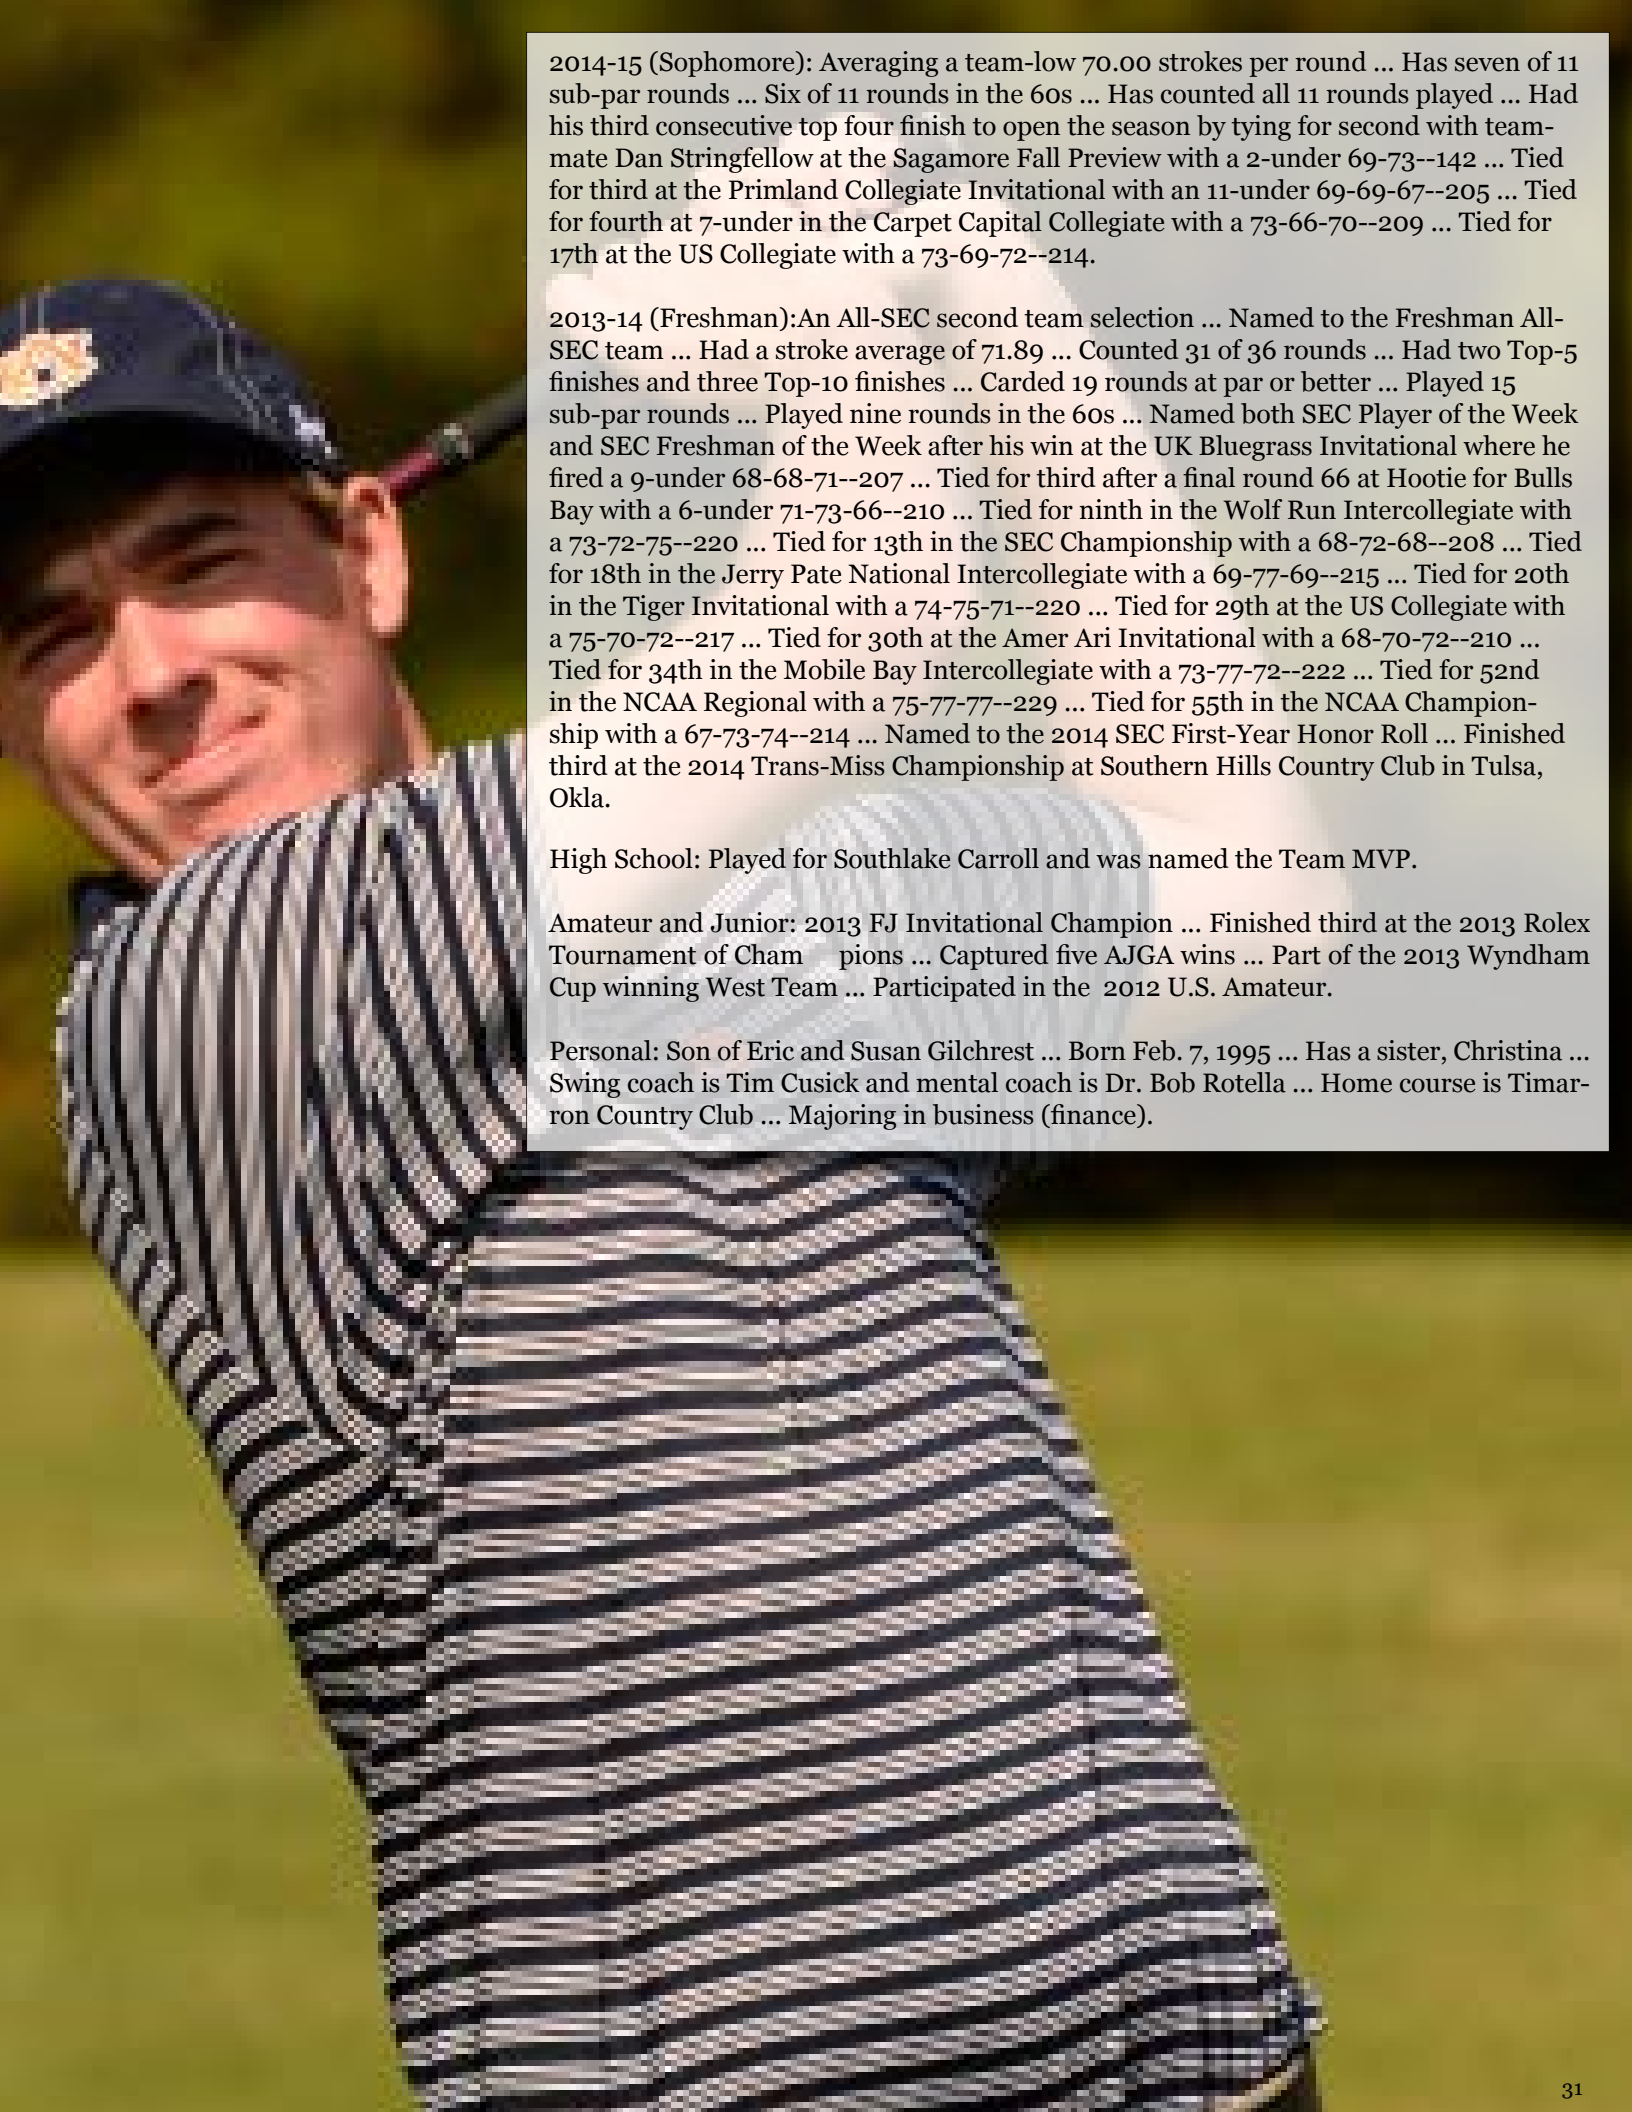 2014-15 (Sophomore): Averaging a team-low 70.00 strokes per round ... Has seven of 11
sub-par rounds ... Six of 11 rounds in the 60s ... Has counted all 11 rounds played ... Had
his third consecutive top four finish to open the season by tying for second with team-
mate Dan Stringfellow at the Sagamore Fall Preview with a 2-under 69-73--142 ... Tied
for third at the Primland Collegiate Invitational with an 11-under 69-69-67--205 ... Tied
for fourth at 7-under in the Carpet Capital Collegiate with a 73-66-70--209 ... Tied for
17th at the US Collegiate with a 73-69-72--214.
2013-14 (Freshman):An All-SEC second team selection ... Named to the Freshman All-
SEC team ... Had a stroke average of 71.89 ... Counted 31 of 36 rounds ... Had two Top-5
finishes and three Top-10 finishes ... Carded 19 rounds at par or better ... Played 15
sub-par rounds ... Played nine rounds in the 60s ... Named both SEC Player of the Week
and SEC Freshman of the Week after his win at the UK Bluegrass Invitational where he
fired a 9-under 68-68-71--207 ... Tied for third after a final round 66 at Hootie for Bulls
Bay with a 6-under 71-73-66--210 ... Tied for ninth in the Wolf Run Intercollegiate with
a 73-72-75--220 ... Tied for 13th in the SEC Championship with a 68-72-68--208 ... Tied
for 18th in the Jerry Pate National Intercollegiate with a 69-77-69--215 ... Tied for 20th
in the Tiger Invitational with a 74-75-71--220 ... Tied for 29th at the US Collegiate with
a 75-70-72--217 ... Tied for 30th at the Amer Ari Invitational with a 68-70-72--210 ...
Tied for 34th in the Mobile Bay Intercollegiate with a 73-77-72--222 ... Tied for 52nd
in the NCAA Regional with a 75-77-77--229 ... Tied for 55th in the NCAA Champion-
ship with a 67-73-74--214 ... Named to the 2014 SEC First-Year Honor Roll ... Finished
third at the 2014 Trans-Miss Championship at Southern Hills Country Club in Tulsa,
Okla.
High School: Played for Southlake Carroll and was named the Team MVP.
Amateur and Junior: 2013 FJ Invitational Champion ... Finished third at the 2013 Rolex
Tournament of Cham pions ... Captured five AJGA wins ... Part of the 2013 Wyndham
Cup winning West Team ... Participated in the 2012 U.S. Amateur.
Personal: Son of Eric and Susan Gilchrest ... Born Feb. 7, 1995 ... Has a sister, Christina ...
Swing coach is Tim Cusick and mental coach is Dr. Bob Rotella ... Home course is Timar-
ron Country Club ... Majoring in business (finance).
31